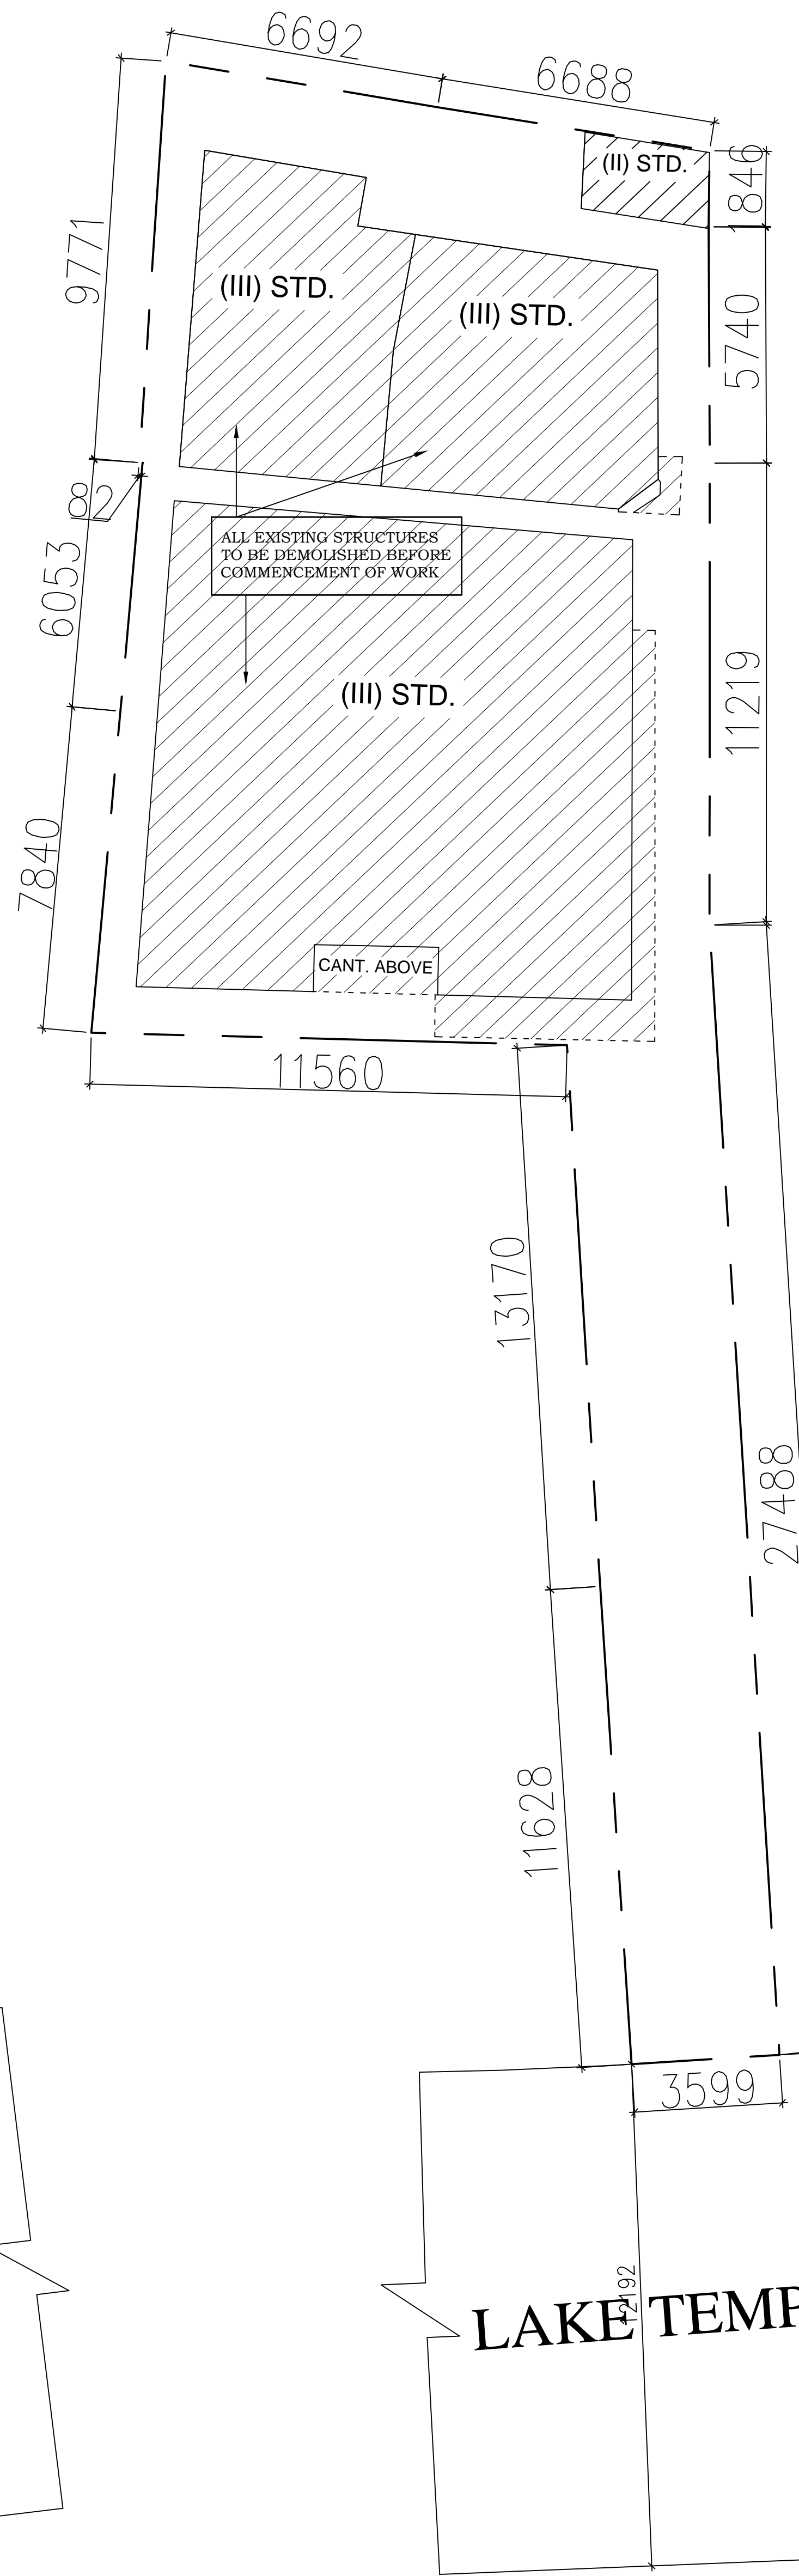 6692
6688
(II) STD.
1846
9771
(III) STD.
(III) STD.
5740
82
ALL EXISTING STRUCTURES
TO BE DEMOLISHED BEFORE
COMMENCEMENT OF WORK
6053
(III) STD.
11219
7840
CANT. ABOVE
11560
13170
27488
11628
3599
12192
LAKE TEMP